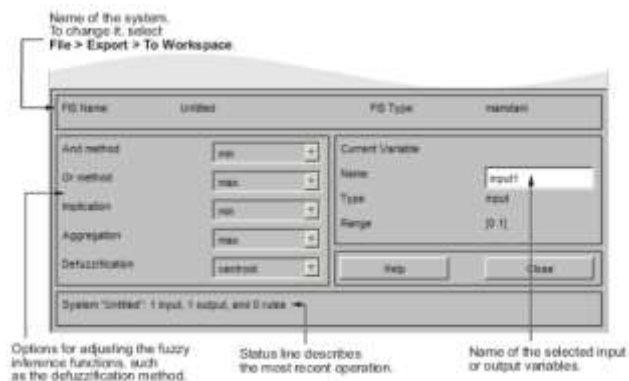 Name of the system.
To change it, select
File > Export > To Workspace.
FIS Name: Untitled FIS Type: mamdani
And method min
Or method max
Implication min
Aggregation max
Defuzzification centroid
Current Variable
Name input1
Type input
Range [0 1]
Help Close
System "Untitled": 1 input, 1 output, and 0 rules
Options for adjusting the fuzzy
inference functions, such
as the defuzzification method.
Status line describes
the most recent operation.
Name of the selected input
or output variables.